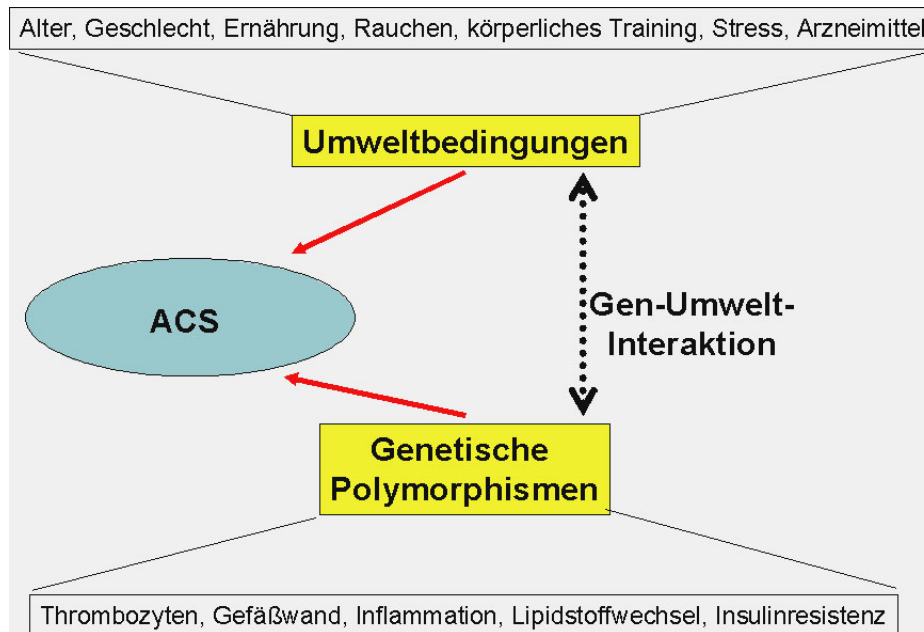 Alter, Geschlecht, Ernährung, Rauchen, körperliches Training, Stress, Arzneimittel
Umweltbedingungen
ACS
Gen-Umwelt-
Interaktion
Genetische
Polymorphismen
Thrombozyten, Gefäßwand, Inflammation, Lipidstoffwechsel, Insulinresistenz